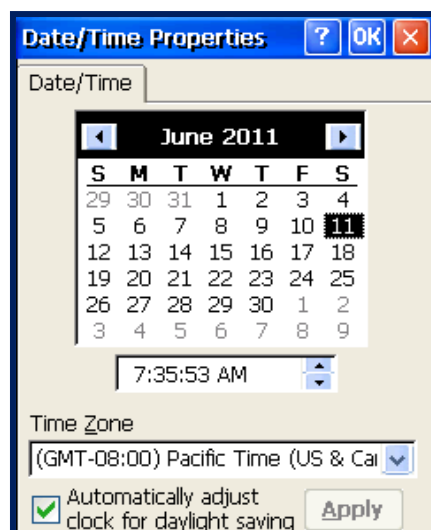 Date/Time Properties ? OK
Date/Time
June 2011
S M T W T F S
29 30 31 1 2 3 4
5 6 7 8 9 10 11
12 13 14 15 16 17 18
19 20 21 22 23 24 25
26 27 28 29 30 1 2
3 4 5 6 7 8 9
7:35:53 AM
Time Zone
(GMT-08:00) Pacific Time (US & Ca
Automatically adjust
clock for daylight saving
Apply